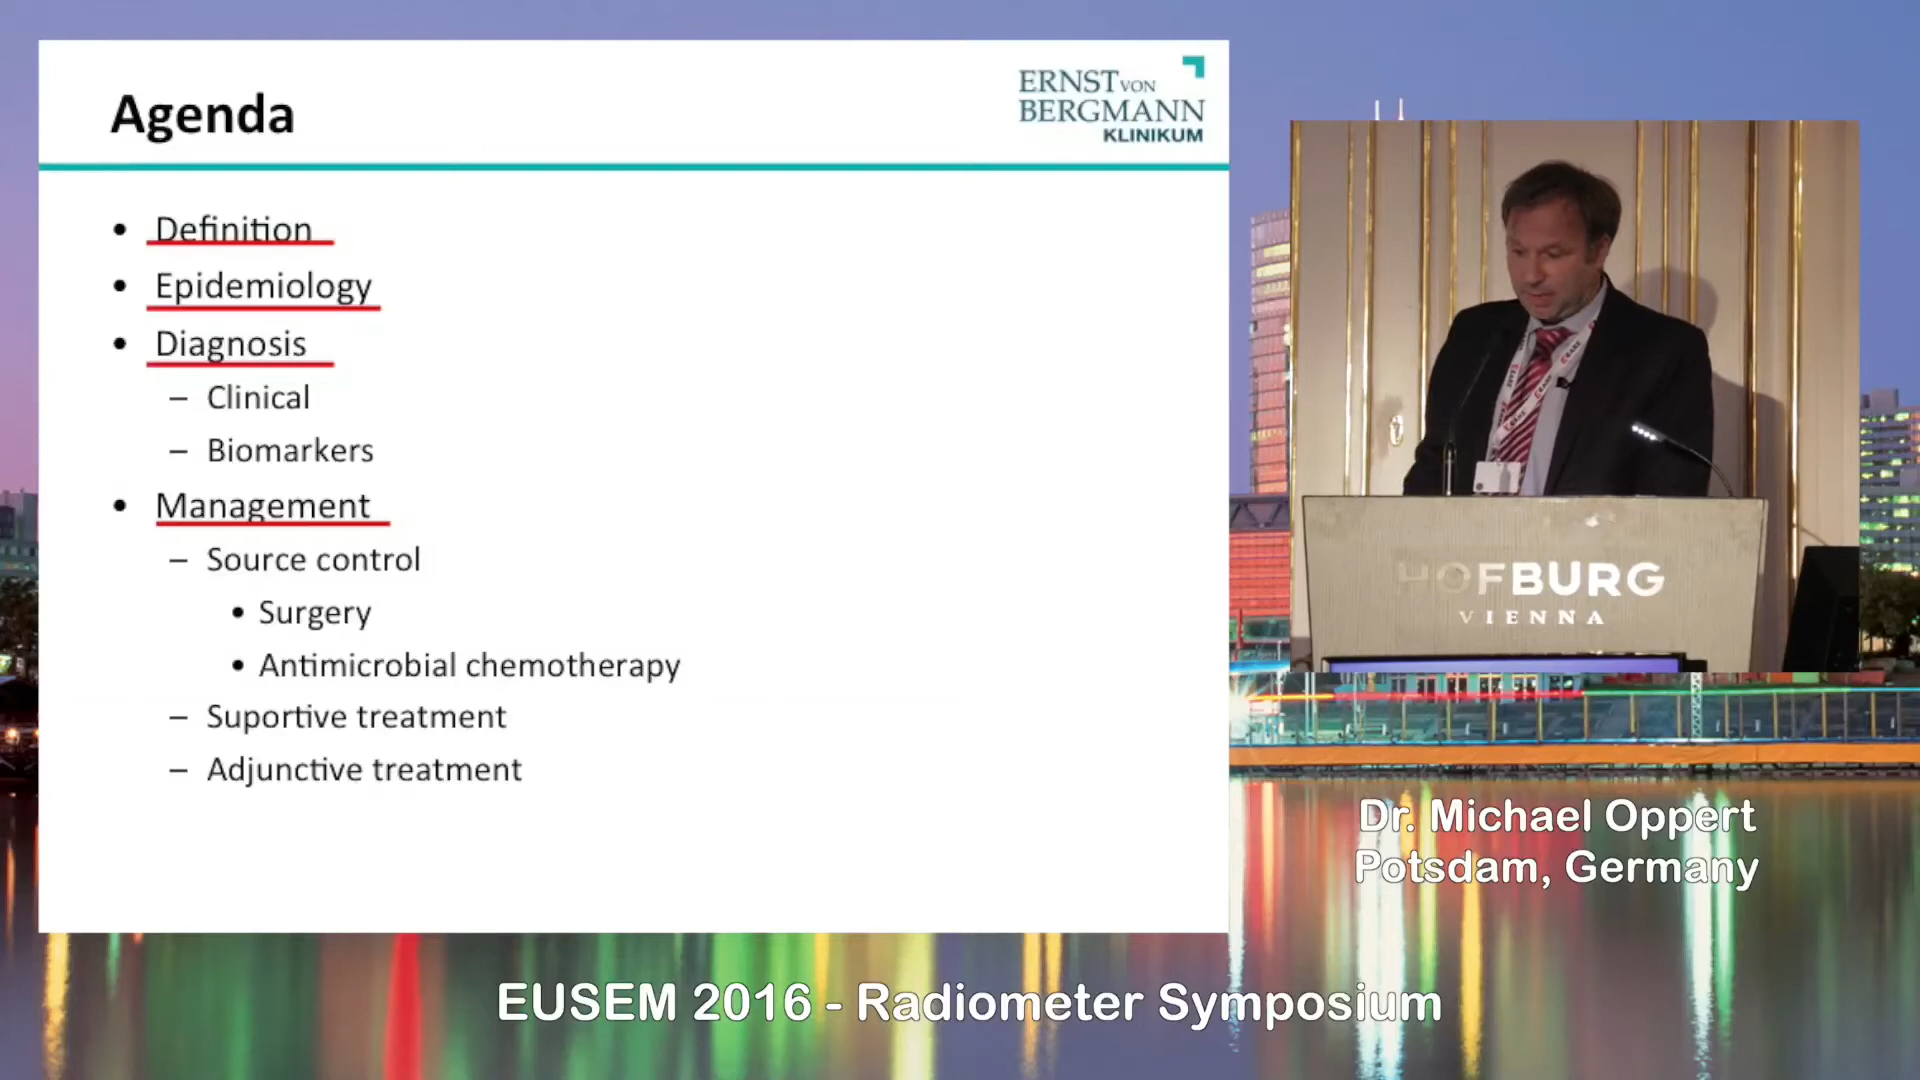 Agenda
ERNST VON
BERGMANN
KLINIKUM
• Definition
• Epidemiology
• Diagnosis
– Clinical
– Biomarkers
• Management
– Source control
• Surgery
• Antimicrobial chemotherapy
– Suportive treatment
– Adjunctive treatment
HOFBURG
VIENNA
Dr. Michael Oppert
Potsdam, Germany
EUSEM 2016 - Radiometer Symposium